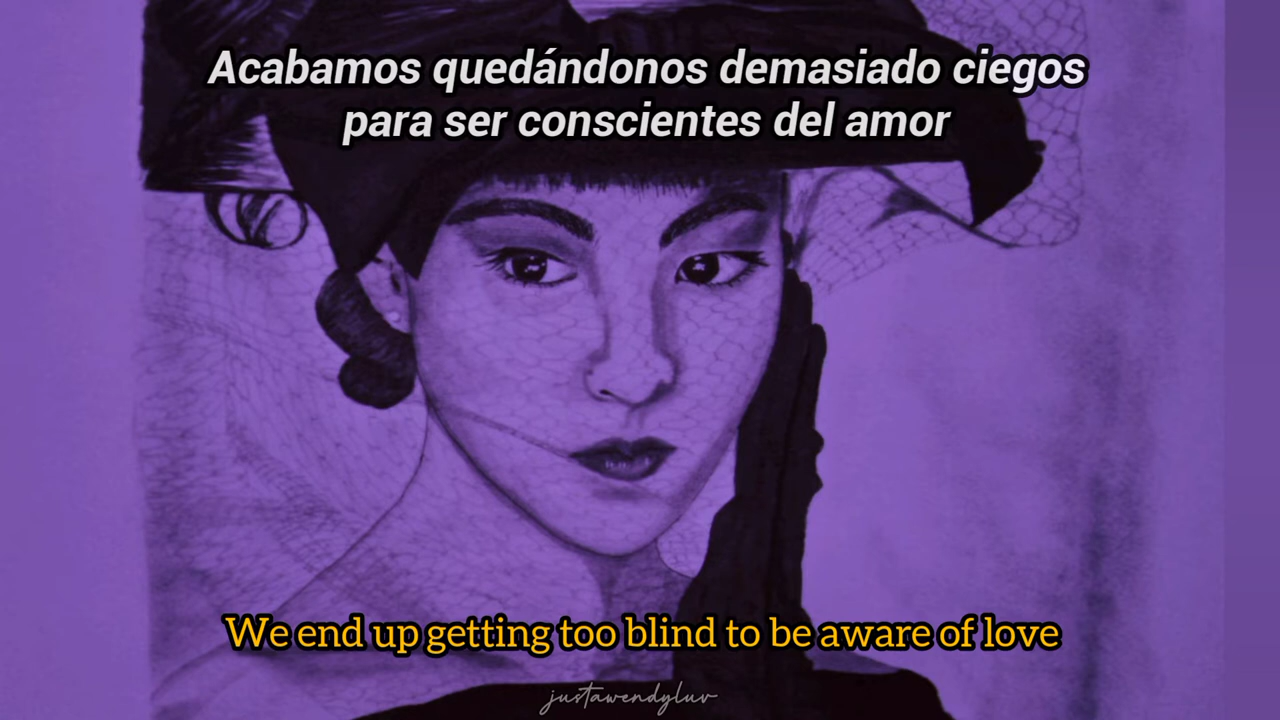 Acabamos quedándonos demasiado ciegos
para ser conscientes del amor
We end up getting too blind to be aware of love
justawendyluv